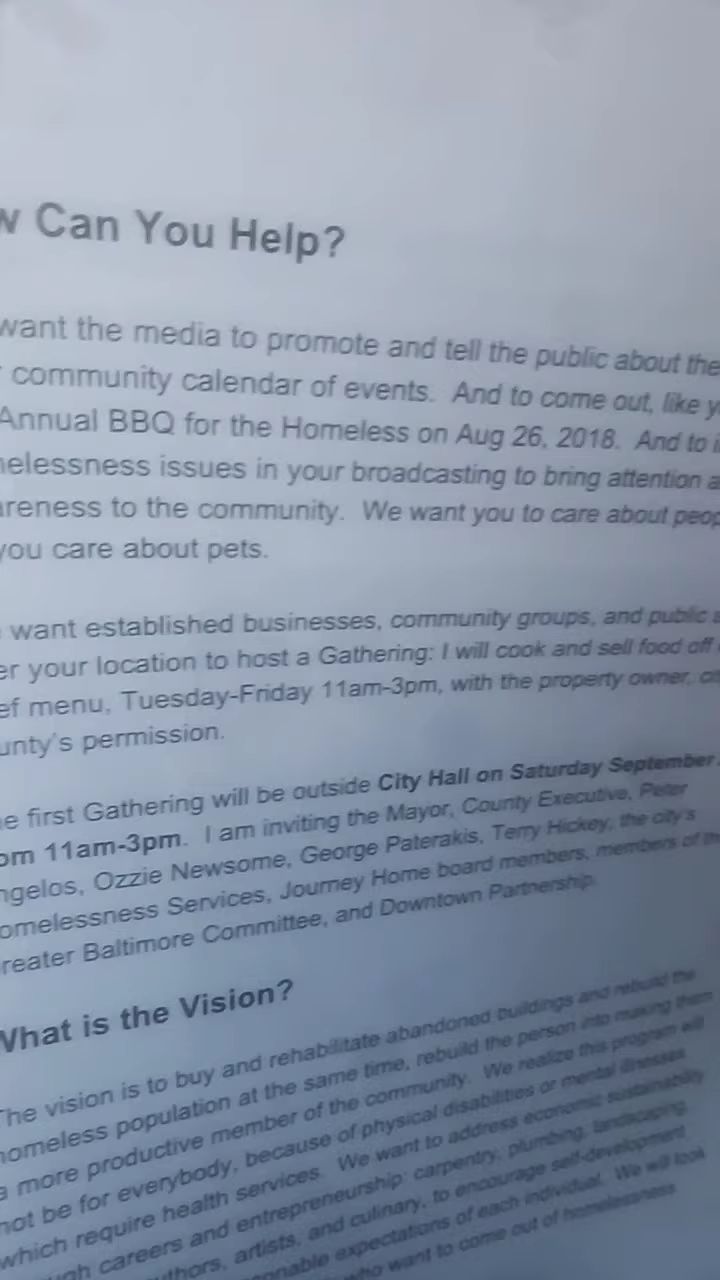 w Can You Help?
want the media to promote and tell the public about the
community calendar of events. And to come out, like y
Annual BBQ for the Homeless on Aug 26, 2018. And to i
nelessness issues in your broadcasting to bring attention a
areness to the community. We want you to care about peop
you care about pets.
want established businesses, community groups, and public
er your location to host a Gathering: I will cook and sell food off
ef menu, Tuesday-Friday 11am-3pm, with the property owner,
unty's permission.
e first Gathering will be outside City Hall on Saturday September
om 11am-3pm. I am inviting the Mayor, County Executive, Peter
ngelos, Ozzie Newsome, George Paterakis, Terry Hickey, the city's
omelessness Services, Journey Home board members, members of the
reater Baltimore Committee, and Downtown Partnership.
What is the Vision?
The vision is to buy and rehabilitate abandoned buildings and rebuild the
homeless population at the same time, rebuild the person into making them
a more productive member of the community. We realize this program will
not be for everybody, because of physical disabilities or mental illnesses
which require health services. We want to address economic sustainability
ugh careers and entrepreneurship: carpentry, plumbing, landscaping,
uthors, artists, and culinary, to encourage self-development
onable expectations of each individual. We will look
who want to come out of homelessness